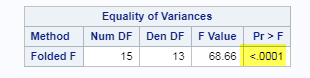 Equality of Variances
Method Num DF Den DF F Value Pr > F
Folded F 15 13 68.66 <.0001